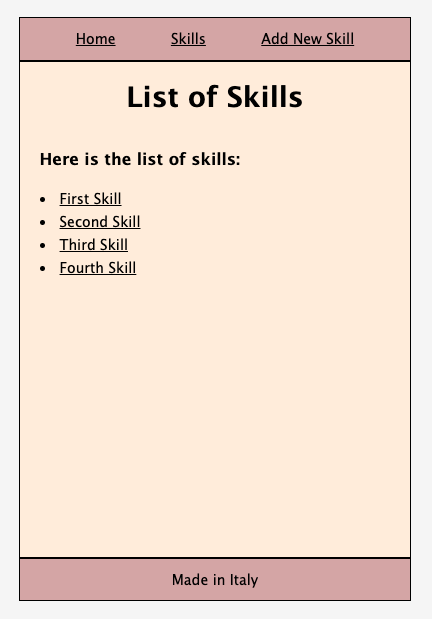 Home Skills Add New Skill
List of Skills
Here is the list of skills:
• First Skill
• Second Skill
• Third Skill
• Fourth Skill
Made in Italy